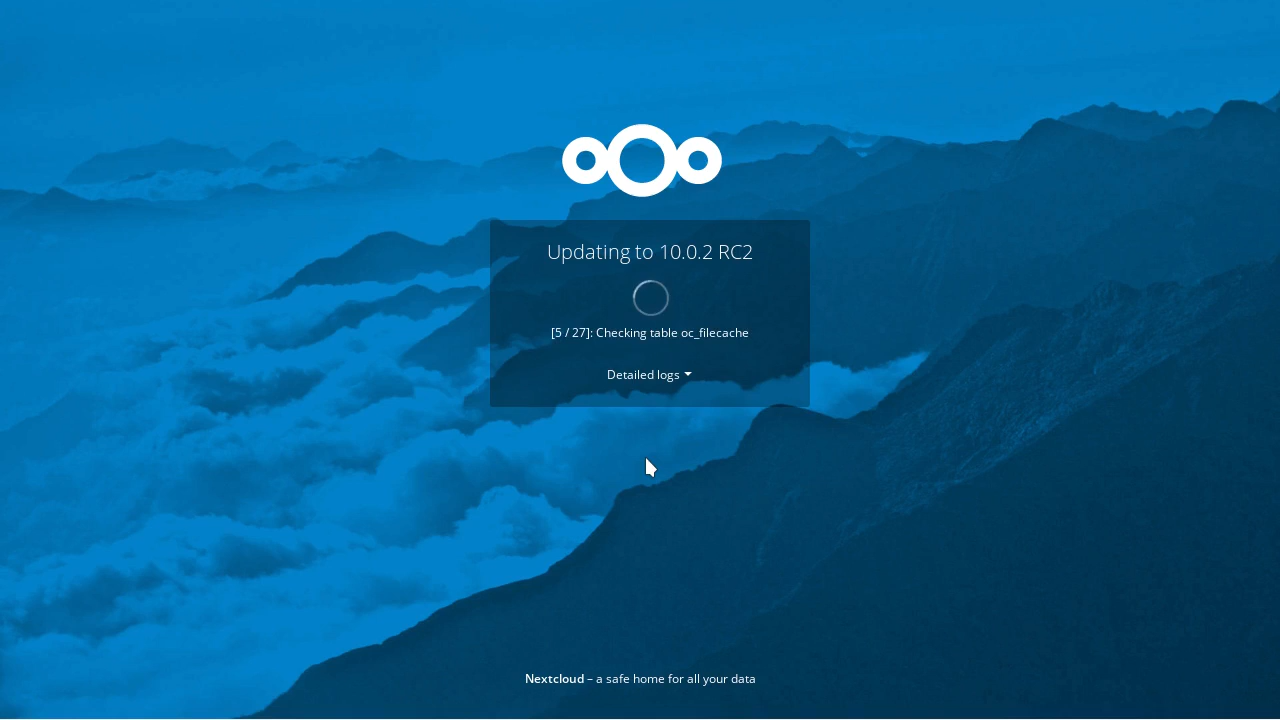 Updating to 10.0.2 RC2
[5 / 27]: Checking table oc_filecache
Detailed logs
Nextcloud – a safe home for all your data